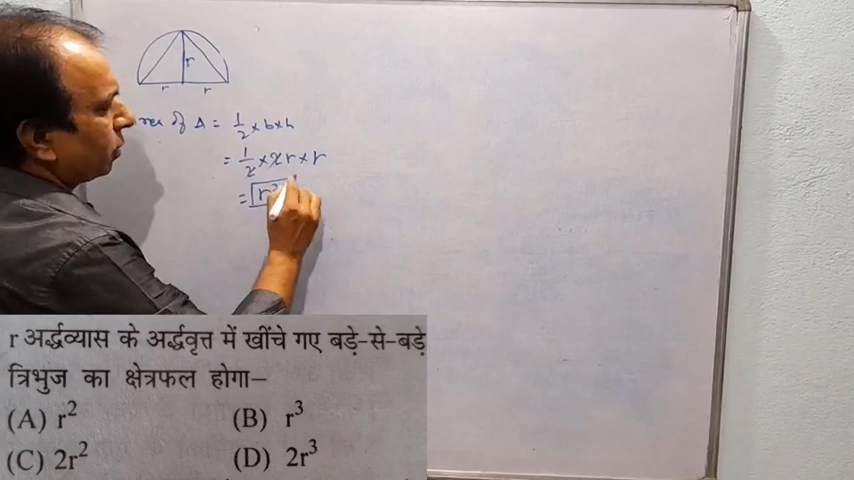 r
r r
Area of Δ = 1/2 × b × h
= 1/2 × 2r × r
= r²
r अर्द्धव्यास के अर्द्धवृत्त में खींचे गए बड़े-से-बड़े
त्रिभुज का क्षेत्रफल होगा–
(A) r² (B) r³
(C) 2r² (D) 2r³